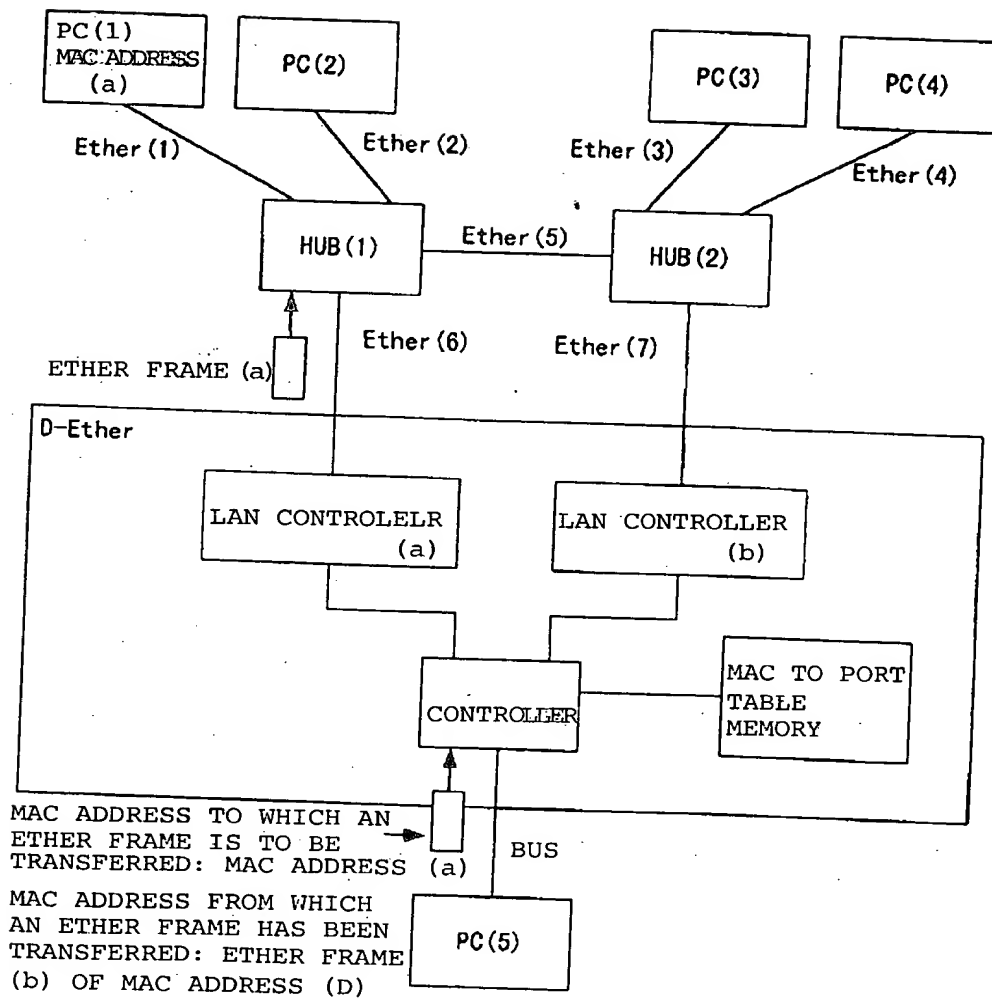 PC(1)
MAC ADDRESS
(a)
PC(2)
PC(3)
PC(4)
Ether(1)
Ether(2)
Ether(3)
Ether(4)
HUB(1)
Ether(5)
HUB(2)
Ether(6)
Ether(7)
ETHER FRAME (a)
D-Ether
LAN CONTROLELR
(a)
LAN CONTROLLER
(b)
CONTROLLER
MAC TO PORT
TABLE
MEMORY
MAC ADDRESS TO WHICH AN
ETHER FRAME IS TO BE
TRANSFERRED: MAC ADDRESS (a)
BUS
MAC ADDRESS FROM WHICH
AN ETHER FRAME HAS BEEN
TRANSFERRED: ETHER FRAME
(b) OF MAC ADDRESS (D)
PC(5)